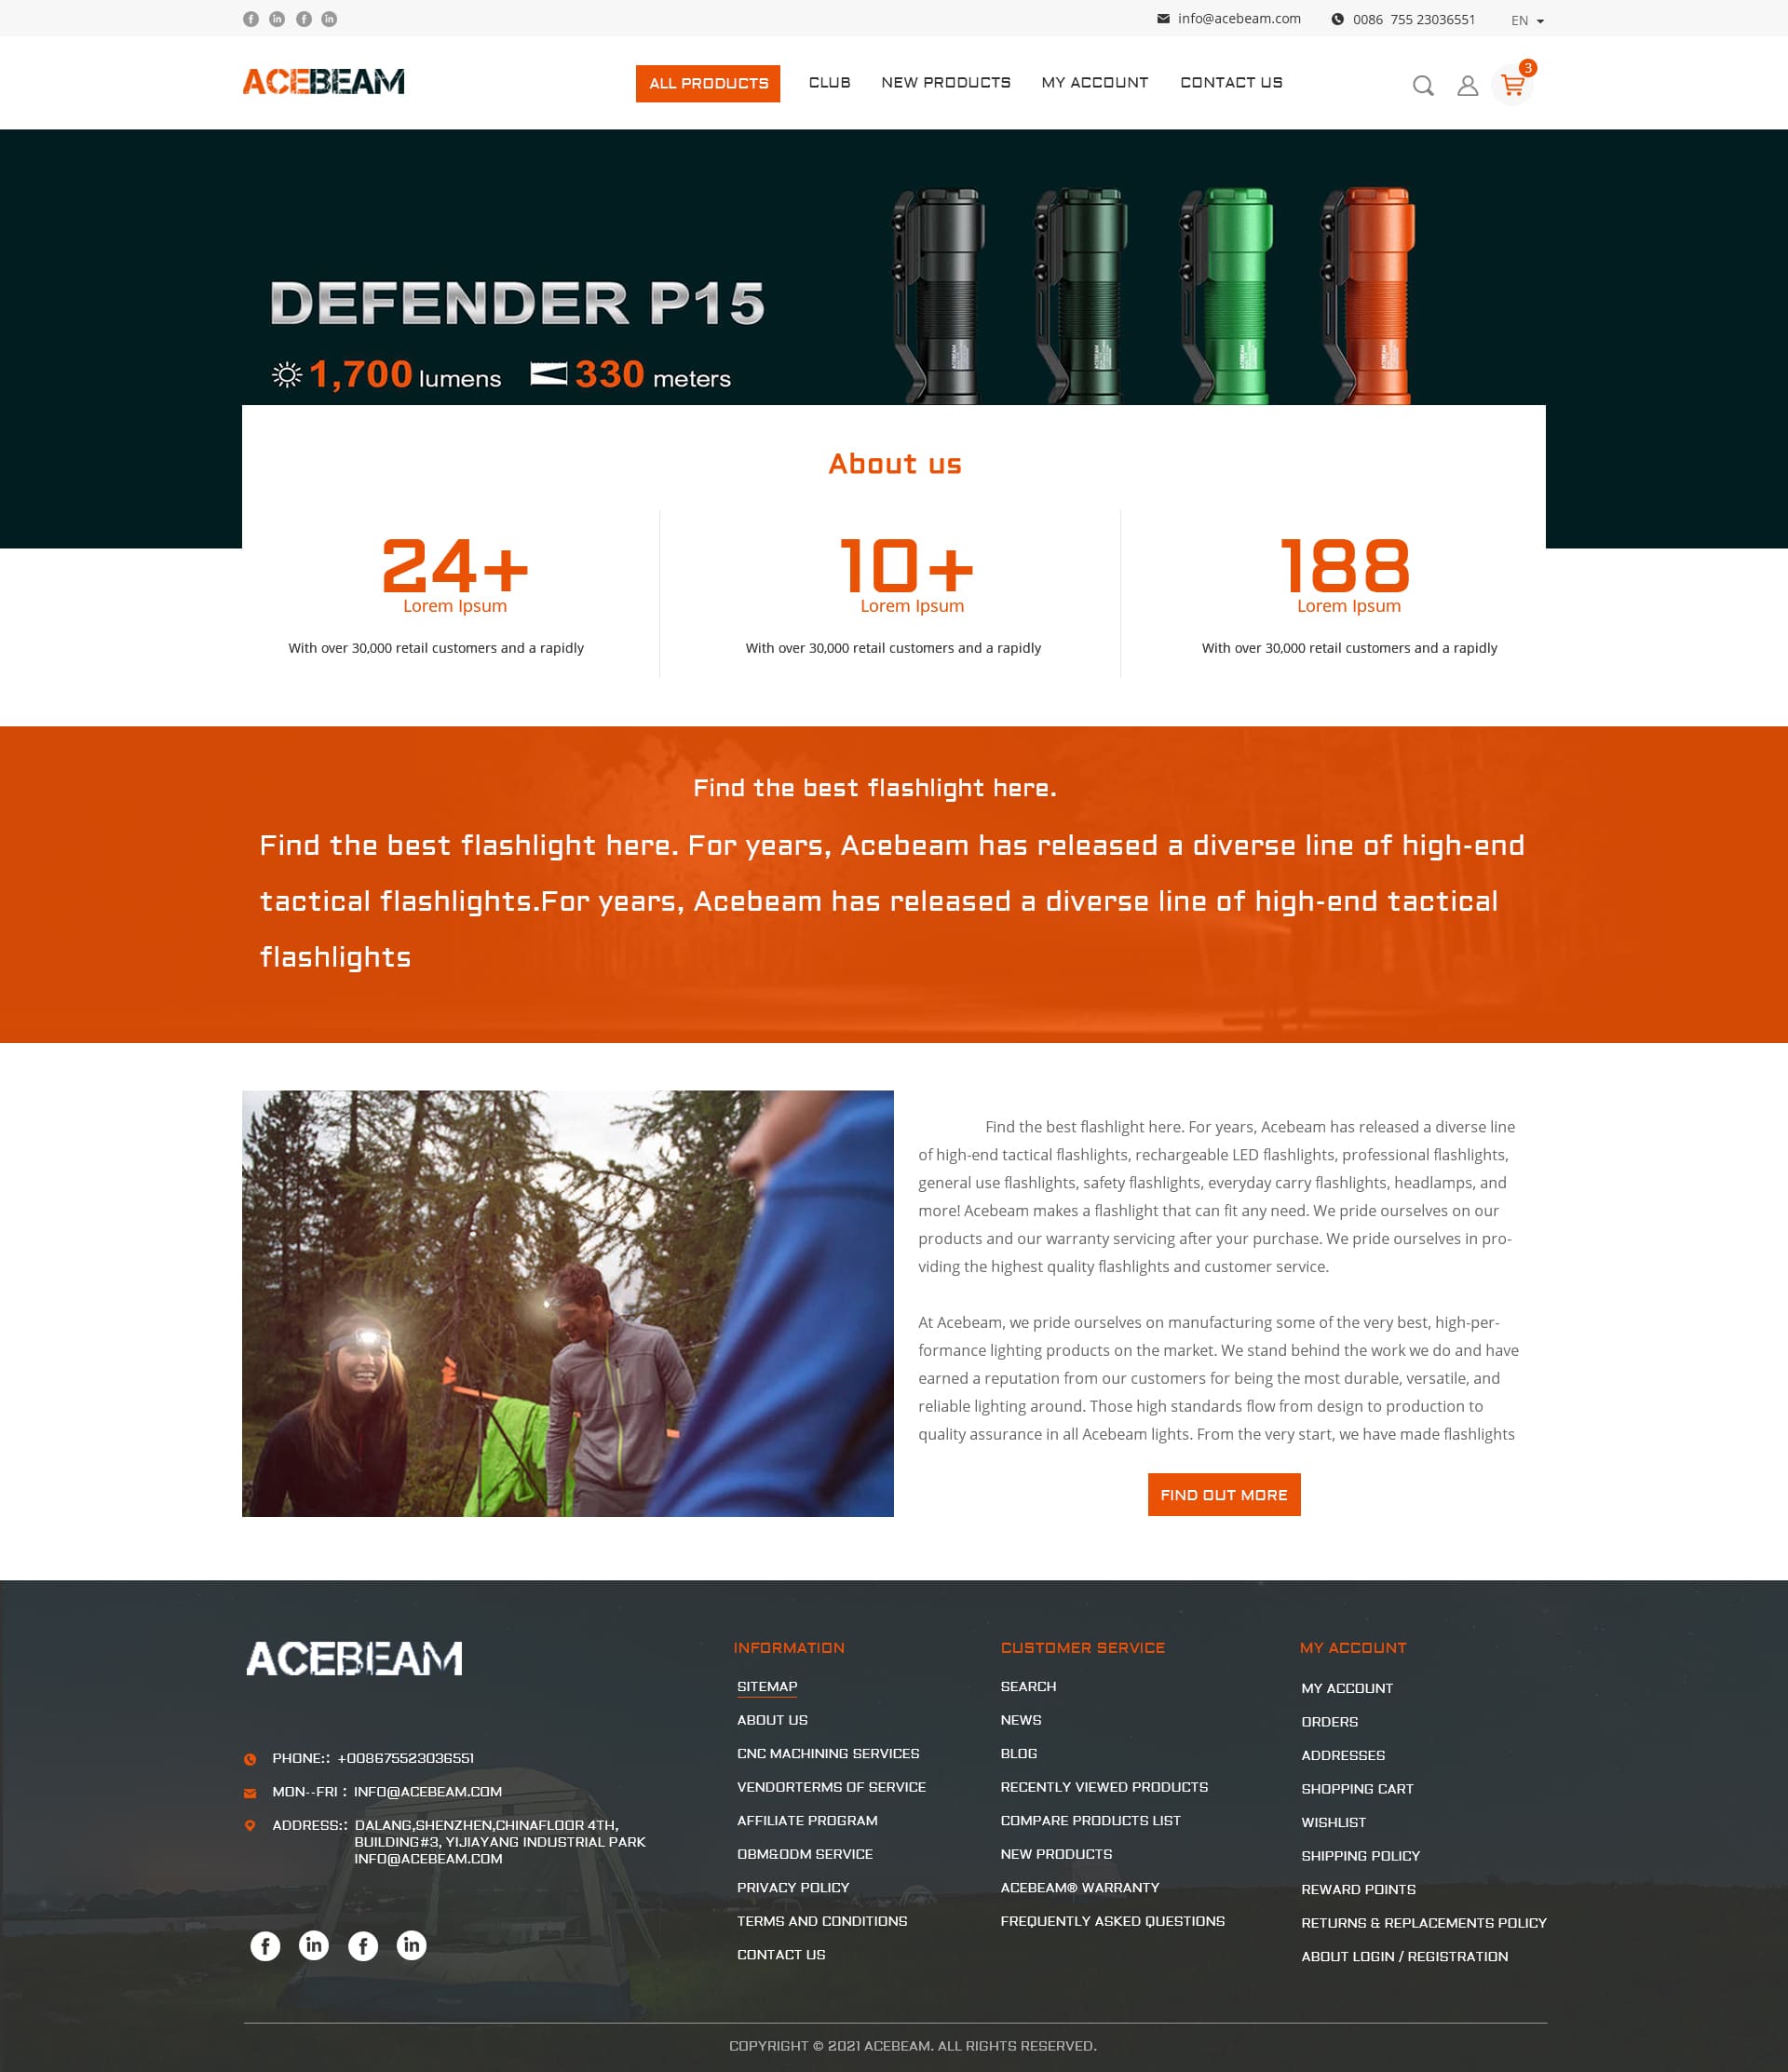 info@acebeam.com
0086 755 23036551
EN
ACEBEAM
ALL PRODUCTS
CLUB
NEW PRODUCTS
MY ACCOUNT
CONTACT US
3
DEFENDER P15
1,700 lumens 330 meters
About us
24+
Lorem Ipsum
With over 30,000 retail customers and a rapidly
10+
Lorem Ipsum
With over 30,000 retail customers and a rapidly
188
Lorem Ipsum
With over 30,000 retail customers and a rapidly
Find the best flashlight here.
Find the best flashlight here. For years, Acebeam has released a diverse line of high-end
tactical flashlights.For years, Acebeam has released a diverse line of high-end tactical
flashlights
Find the best flashlight here. For years, Acebeam has released a diverse line
of high-end tactical flashlights, rechargeable LED flashlights, professional flashlights,
general use flashlights, safety flashlights, everyday carry flashlights, headlamps, and
more! Acebeam makes a flashlight that can fit any need. We pride ourselves on our
products and our warranty servicing after your purchase. We pride ourselves in pro-
viding the highest quality flashlights and customer service.
At Acebeam, we pride ourselves on manufacturing some of the very best, high-per-
formance lighting products on the market. We stand behind the work we do and have
earned a reputation from our customers for being the most durable, versatile, and
reliable lighting around. Those high standards flow from design to production to
quality assurance in all Acebeam lights. From the very start, we have made flashlights
FIND OUT MORE
ACEBEAM
PHONE:: +008675523036551
MON--FRI : INFO@ACEBEAM.COM
ADDRESS:: DALANG,SHENZHEN,CHINAFLOOR 4TH,
BUILDING#3, YIJIAYANG INDUSTRIAL PARK
INFO@ACEBEAM.COM
INFORMATION
SITEMAP
ABOUT US
CNC MACHINING SERVICES
VENDORTERMS OF SERVICE
AFFILIATE PROGRAM
OBM&ODM SERVICE
PRIVACY POLICY
TERMS AND CONDITIONS
CONTACT US
CUSTOMER SERVICE
SEARCH
NEWS
BLOG
RECENTLY VIEWED PRODUCTS
COMPARE PRODUCTS LIST
NEW PRODUCTS
ACEBEAM® WARRANTY
FREQUENTLY ASKED QUESTIONS
MY ACCOUNT
MY ACCOUNT
ORDERS
ADDRESSES
SHOPPING CART
WISHLIST
SHIPPING POLICY
REWARD POINTS
RETURNS & REPLACEMENTS POLICY
ABOUT LOGIN / REGISTRATION
COPYRIGHT © 2021 ACEBEAM. ALL RIGHTS RESERVED.